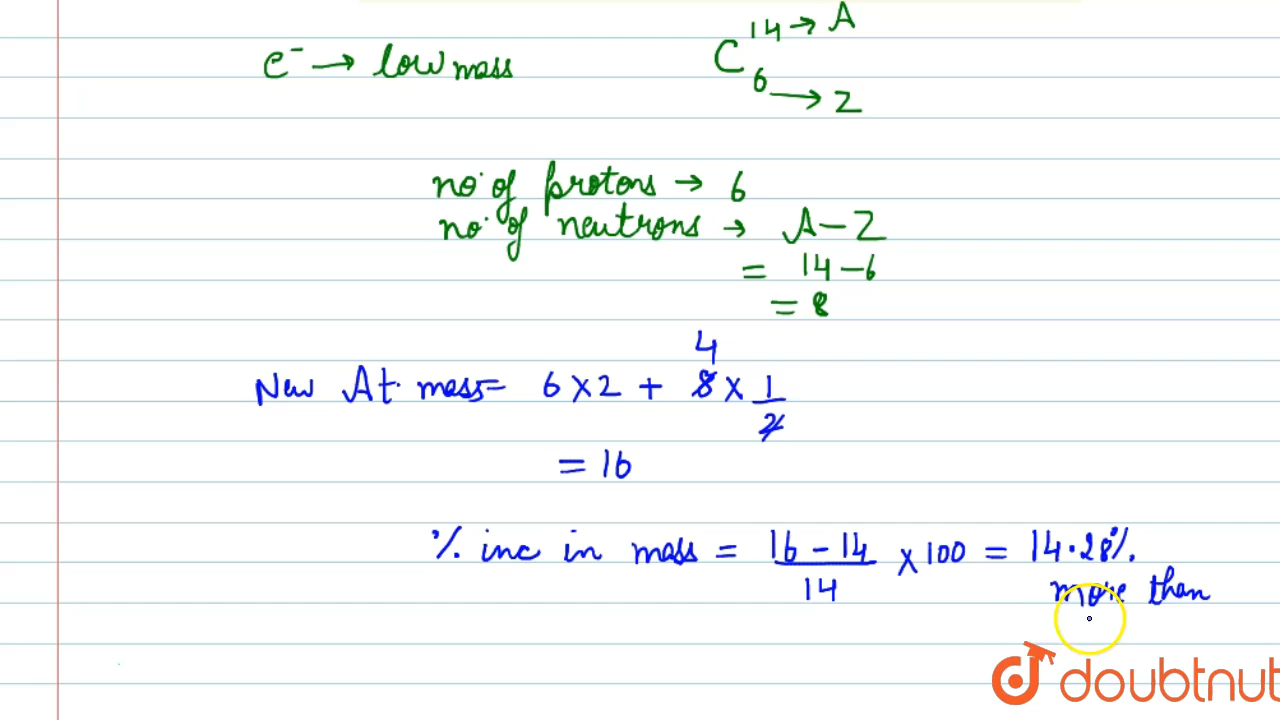 14 → A
e⁻ → low mass C
6 → Z
no. of protons → 6
no. of neutrons → A - Z
= 14 - 6
= 8
4
New At. mass = 6 × 2 + 8 × 1/2
= 16
% inc in mass = 16 - 14 / 14 × 100 = 14.28%.
more than
doubtnut